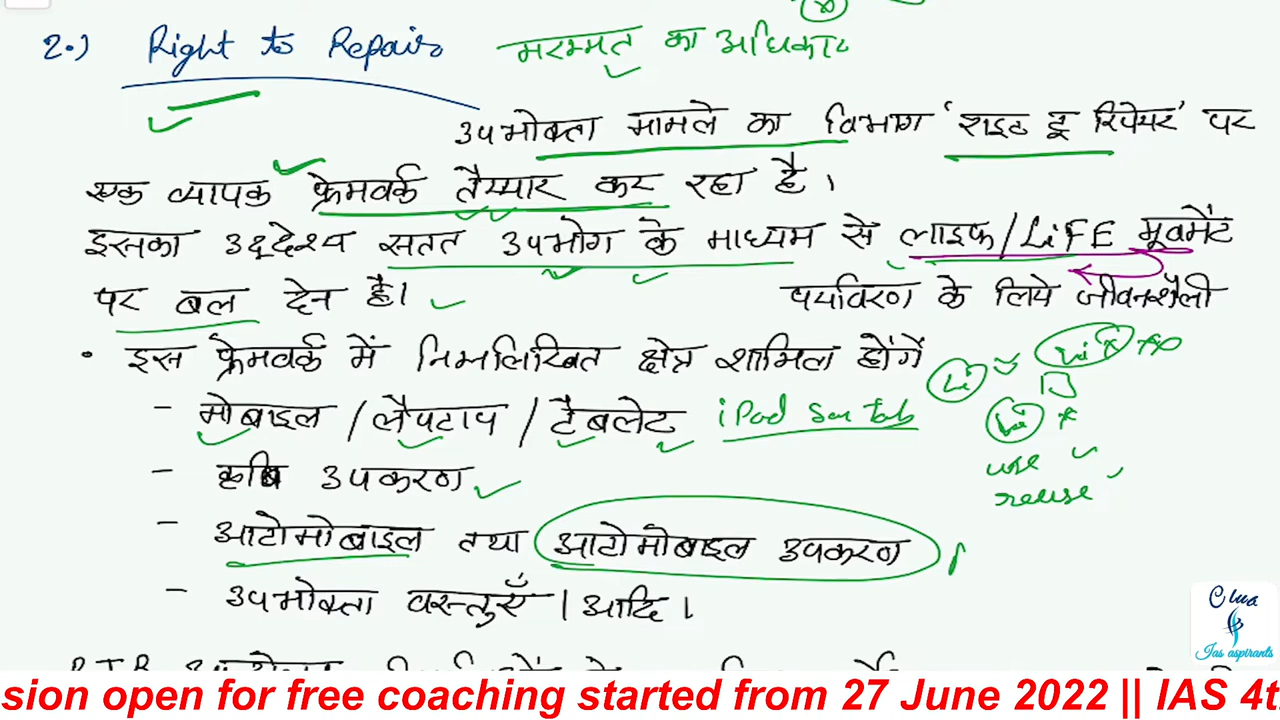 2.) Right to Repair मरम्मत का अधिकार
उपभोक्ता मामले का विभाग 'राइट टू रिपेयर' पर
एक व्यापक फ्रेमवर्क तैय्यार कर रहा है।
इसका उद्देश्य सतत उपभोग के माध्यम से लाइफ/LiFE मूवमेंट
पर बल देन है। पर्यावरण के लिये जीवनशैली
• इस फ्रेमवर्क में निम्नलिखित क्षेत्र शामिल होंगें
- मोबाइल / लैपटाप / टैबलेट iPad
use
reuse
- कृषि उपकरण
- आटोमोबाइल तथा आटोमोबाइल उपकरण
- उपभोक्ता वस्तुएँ । आदि ।
Ias aspirants
sion open for free coaching started from 27 June 2022 || IAS 4t